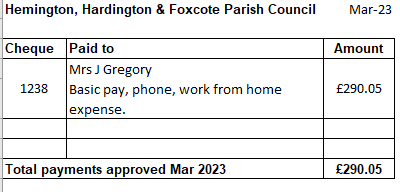 Hemington, Hardington & Foxcote Parish Council Mar-23
Cheque Paid to Amount
Mrs J Gregory
1238 Basic pay, phone, work from home £290.05
expense.
Total payments approved Mar 2023 £290.05